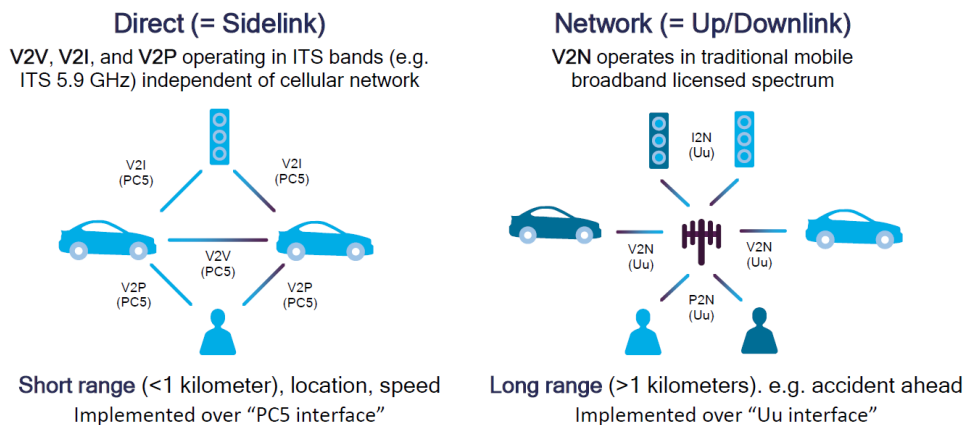 Direct (= Sidelink)
V2V, V2I, and V2P operating in ITS bands (e.g.
ITS 5.9 GHz) independent of cellular network
V2I
(PC5)
V2I
(PC5)
V2V
(PC5)
V2P
(PC5)
V2P
(PC5)
Short range (<1 kilometer), location, speed
Implemented over “PC5 interface”
Network (= Up/Downlink)
V2N operates in traditional mobile
broadband licensed spectrum
I2N
(Uu)
V2N
(Uu)
V2N
(Uu)
P2N
(Uu)
Long range (>1 kilometers). e.g. accident ahead
Implemented over “Uu interface”